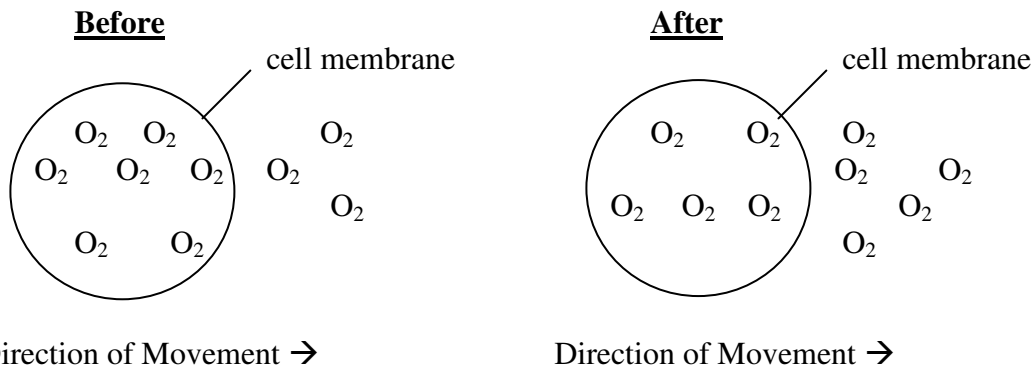 Before After
cell membrane cell membrane
O₂ O₂ O₂ O₂ O₂ O₂
O₂ O₂ O₂ O₂ O₂ O₂
O₂ O₂ O₂ O₂ O₂
O₂ O₂ O₂
irection of Movement → Direction of Movement →